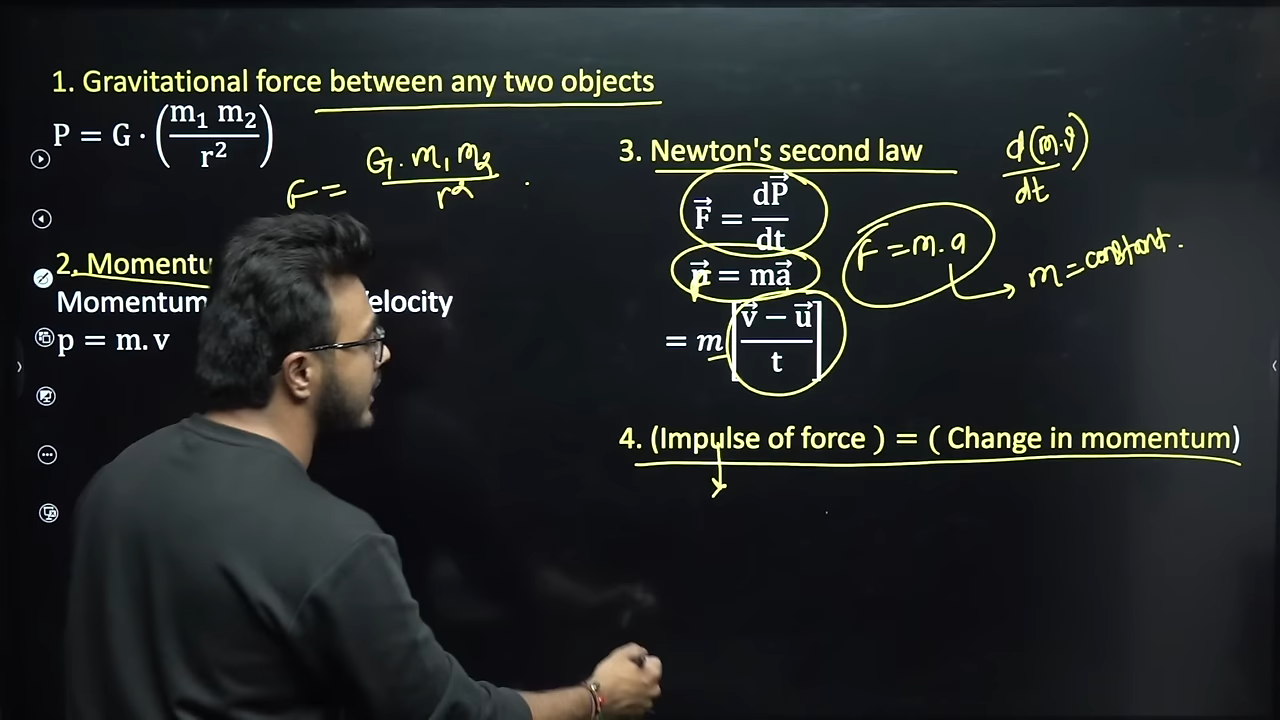 1. Gravitational force between any two objects
P = G · (m₁ m₂ / r²)
F = G. m₁ m₂ / r²
2. Momentu
Momentum elocity
p = m. v
3. Newton's second law
d(m.v) / dt
F⃗ = dP⃗ / dt
= ma⃗
F = m. a
m = constant.
= m [v⃗ − u⃗ / t]
4. (Impulse of force ) = ( Change in momentum)